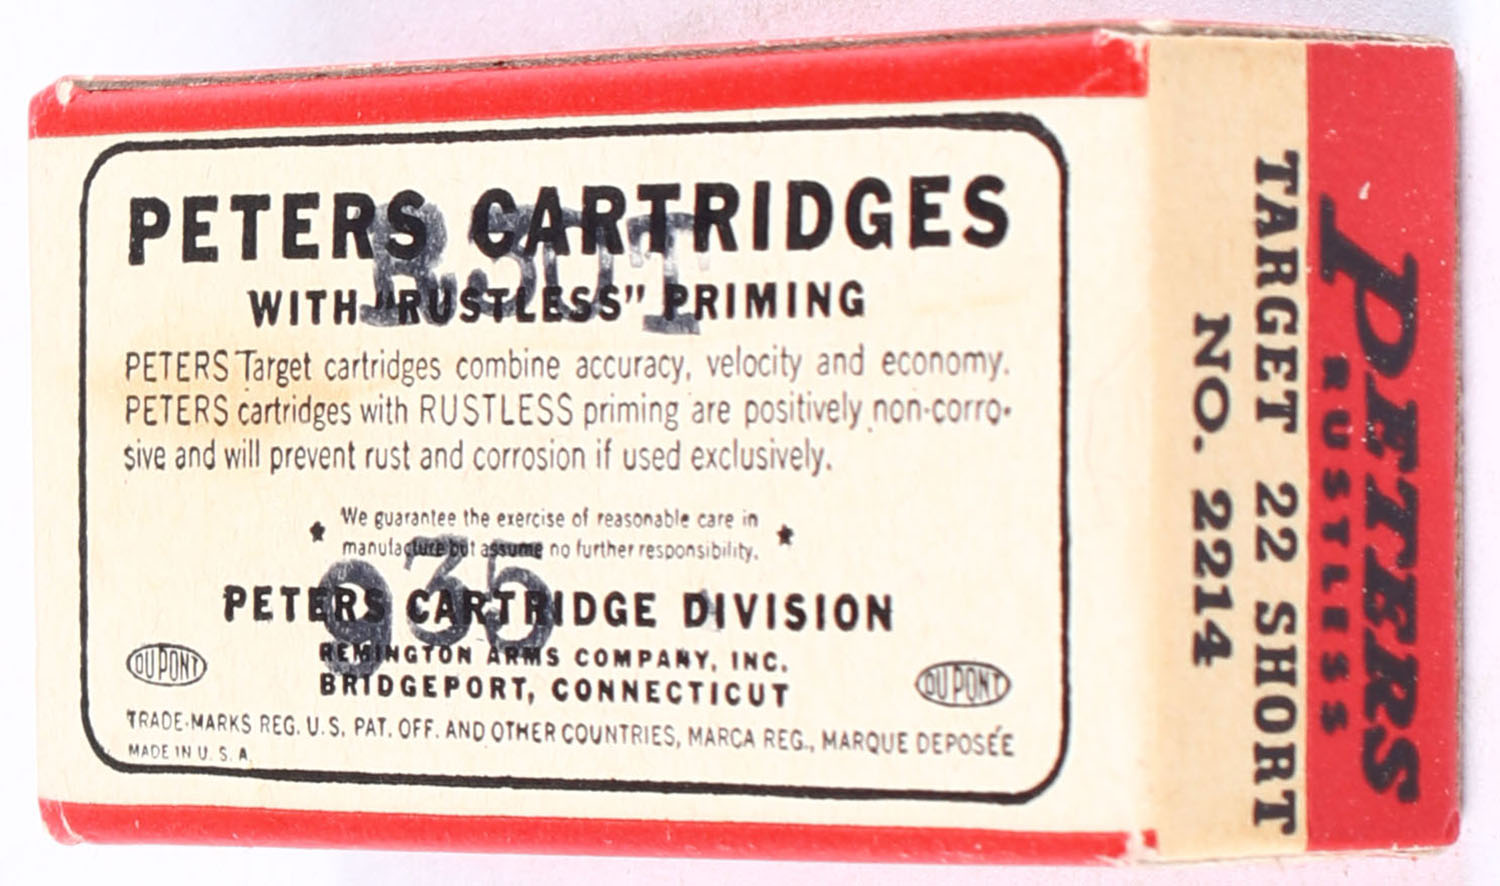 PETERS CARTRIDGES
WITH "RUSTLESS" PRIMING
PETERS Target cartridges combine accuracy, velocity and economy.
PETERS cartridges with RUSTLESS priming are positively non-corro-
sive and will prevent rust and corrosion if used exclusively.
We guarantee the exercise of reasonable care in
manufacture but assume no further responsibility.
935
PETERS CARTRIDGE DIVISION
REMINGTON ARMS COMPANY, INC.
BRIDGEPORT, CONNECTICUT
DU PONT
DU PONT
TRADE-MARKS REG. U.S. PAT. OFF. AND OTHER COUNTRIES, MARCA REG., MARQUE DEPOSÉE
MADE IN U. S. A.
PETERS
RUSTLESS
TARGET 22 SHORT
NO. 2214